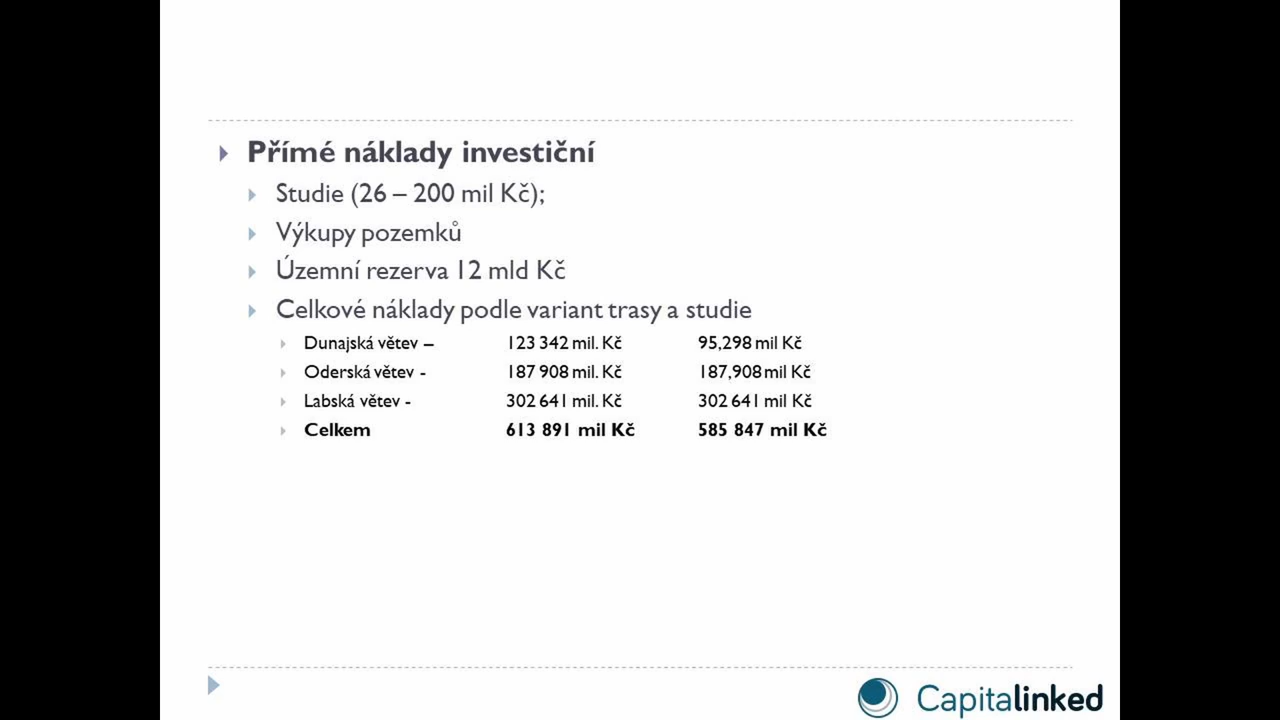 Přímé náklady investiční
Studie (26 – 200 mil Kč);
Výkupy pozemků
Územní rezerva 12 mld Kč
Celkové náklady podle variant trasy a studie
Dunajská větev – 123 342 mil. Kč 95,298 mil Kč
Oderská větev - 187 908 mil. Kč 187,908 mil Kč
Labská větev - 302 641 mil. Kč 302 641 mil Kč
Celkem 613 891 mil Kč 585 847 mil Kč
Capitalinked